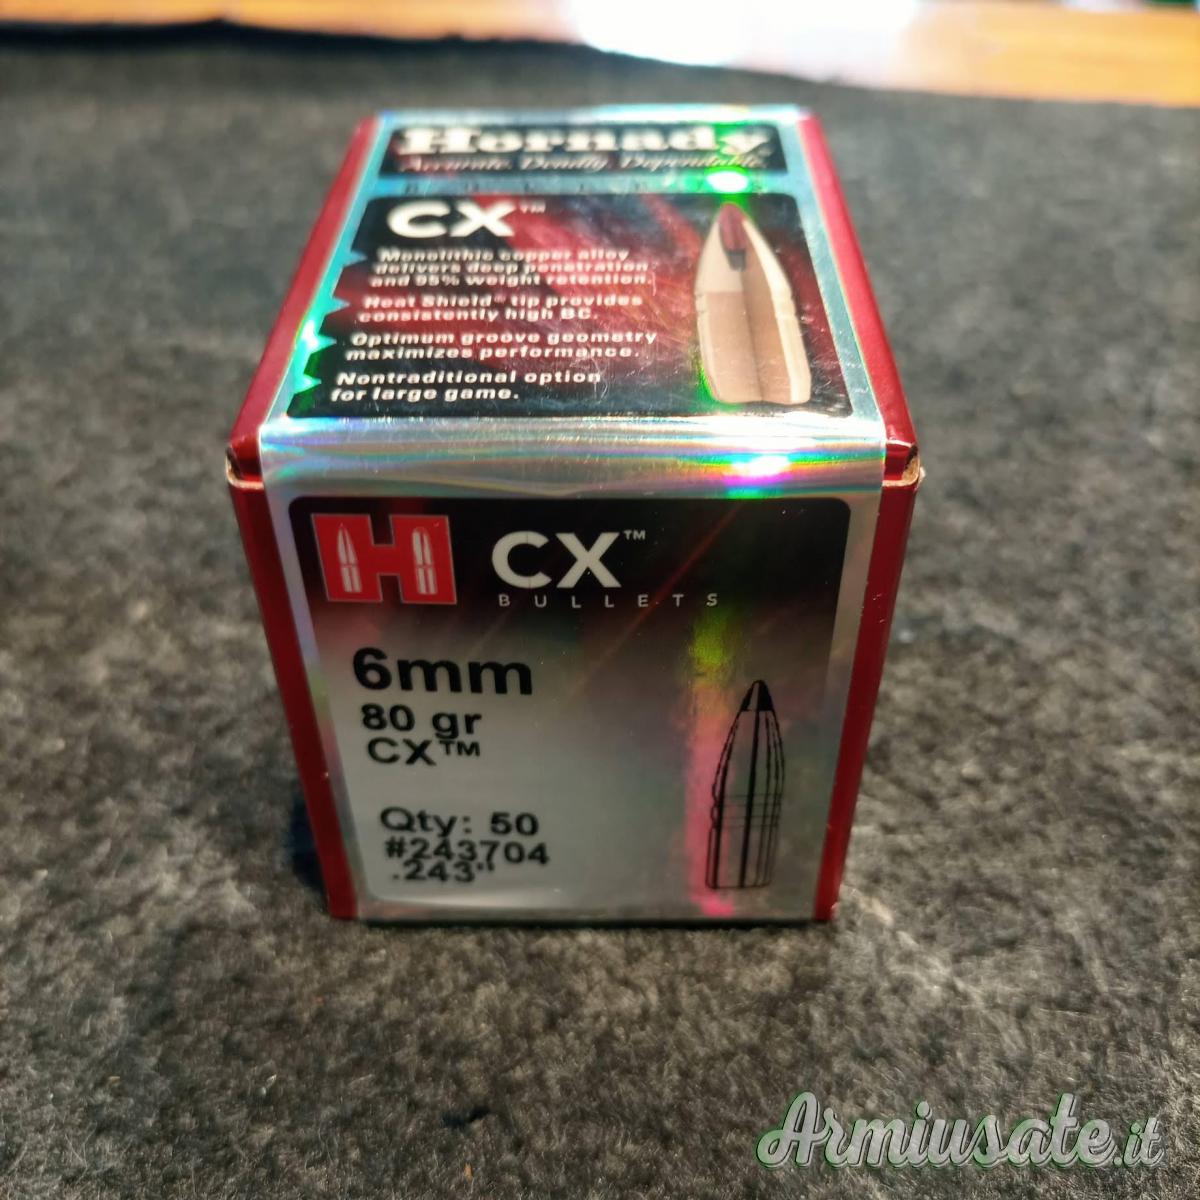 Hornady
Accurate. Deadly. Dependable.
CX™
Monolithic copper alloy
delivers deep penetration
and 95% weight retention.
Heat Shield® tip provides
consistently high BC.
Optimum groove geometry
maximizes performance.
Nontraditional option
for large game.
H CX™
BULLETS
6mm
80 gr
CX™
Qty: 50
#243704
.243"
Armiusate.it